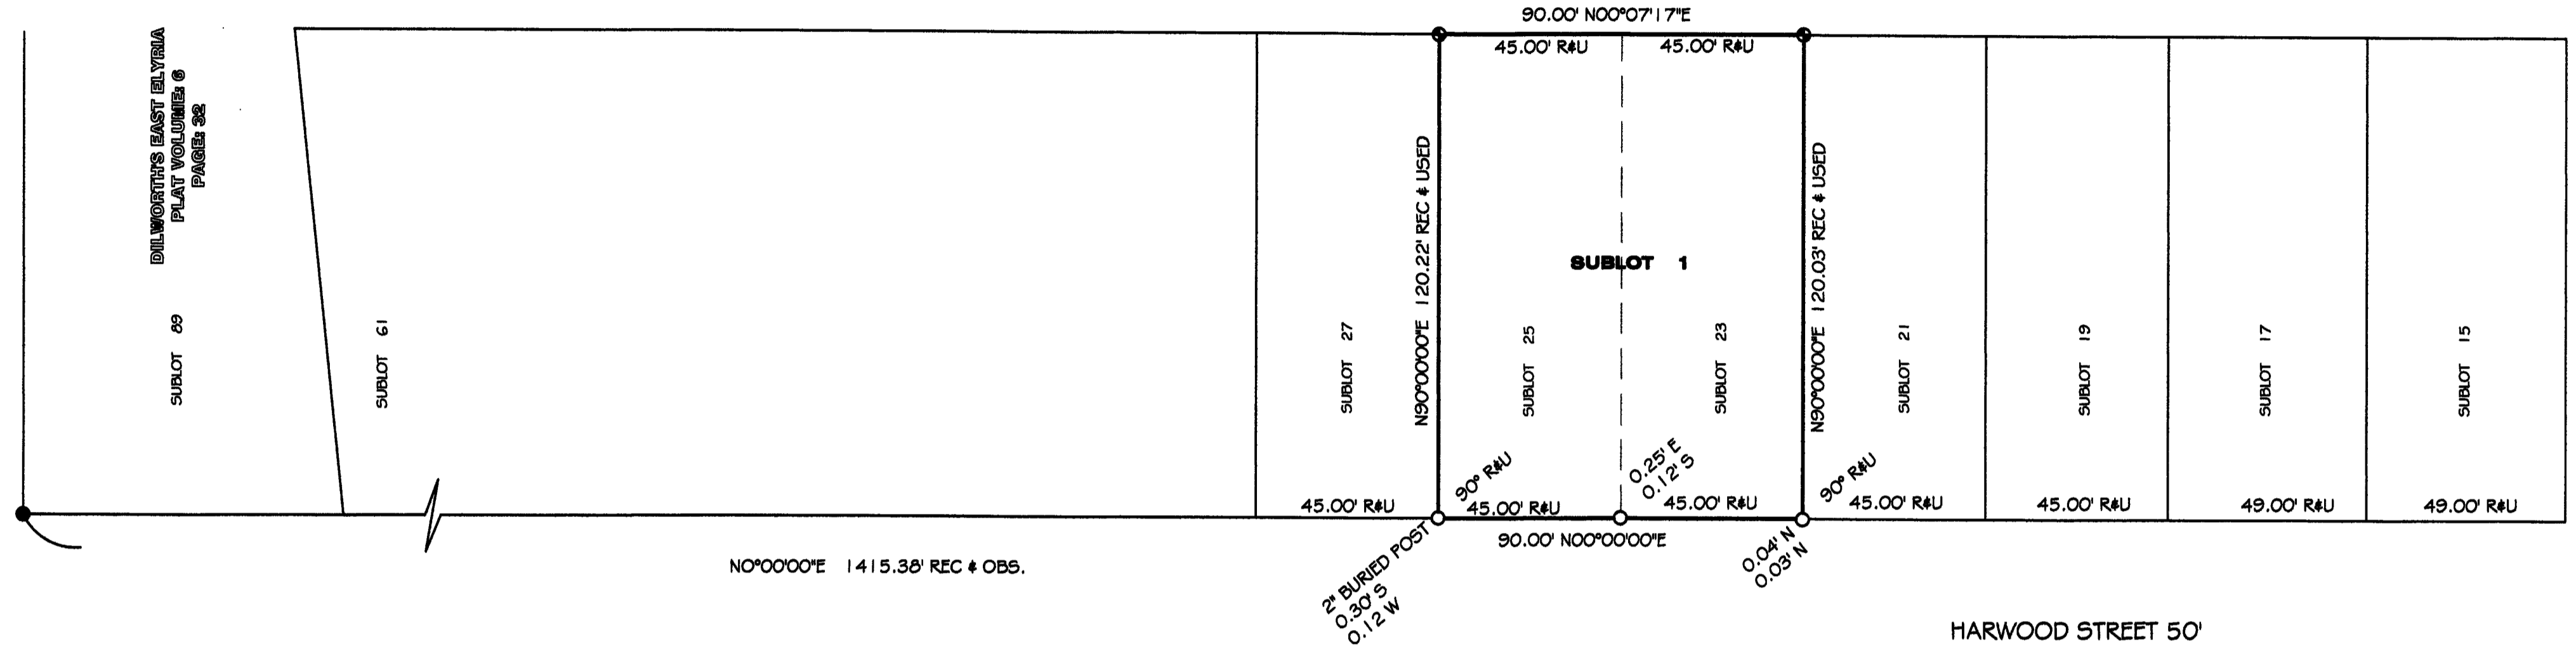 90.00' N00°07'17"E
45.00' R&U
45.00' R&U
DILWORTH'S EAST ELYRIA
PLAT VOLUME: 6
PAGE: 32
SUBLOT 89
SUBLOT 61
SUBLOT 27
N90°00'00"E 120.22' REC & USED
SUBLOT 25
SUBLOT 1
SUBLOT 23
N90°00'00"E 120.03' REC & USED
SUBLOT 21
SUBLOT 19
SUBLOT 17
SUBLOT 15
90° R&U
0.25' E
0.12' S
90° R&U
45.00' R&U
45.00' R&U
45.00' R&U
45.00' R&U
45.00' R&U
49.00' R&U
49.00' R&U
2" BURIED POST
0.30' S
0.12 W
90.00' N00°00'00"E
0.04' N
0.03' N
N0°00'00"E 1415.38' REC & OBS.
HARWOOD STREET 50'